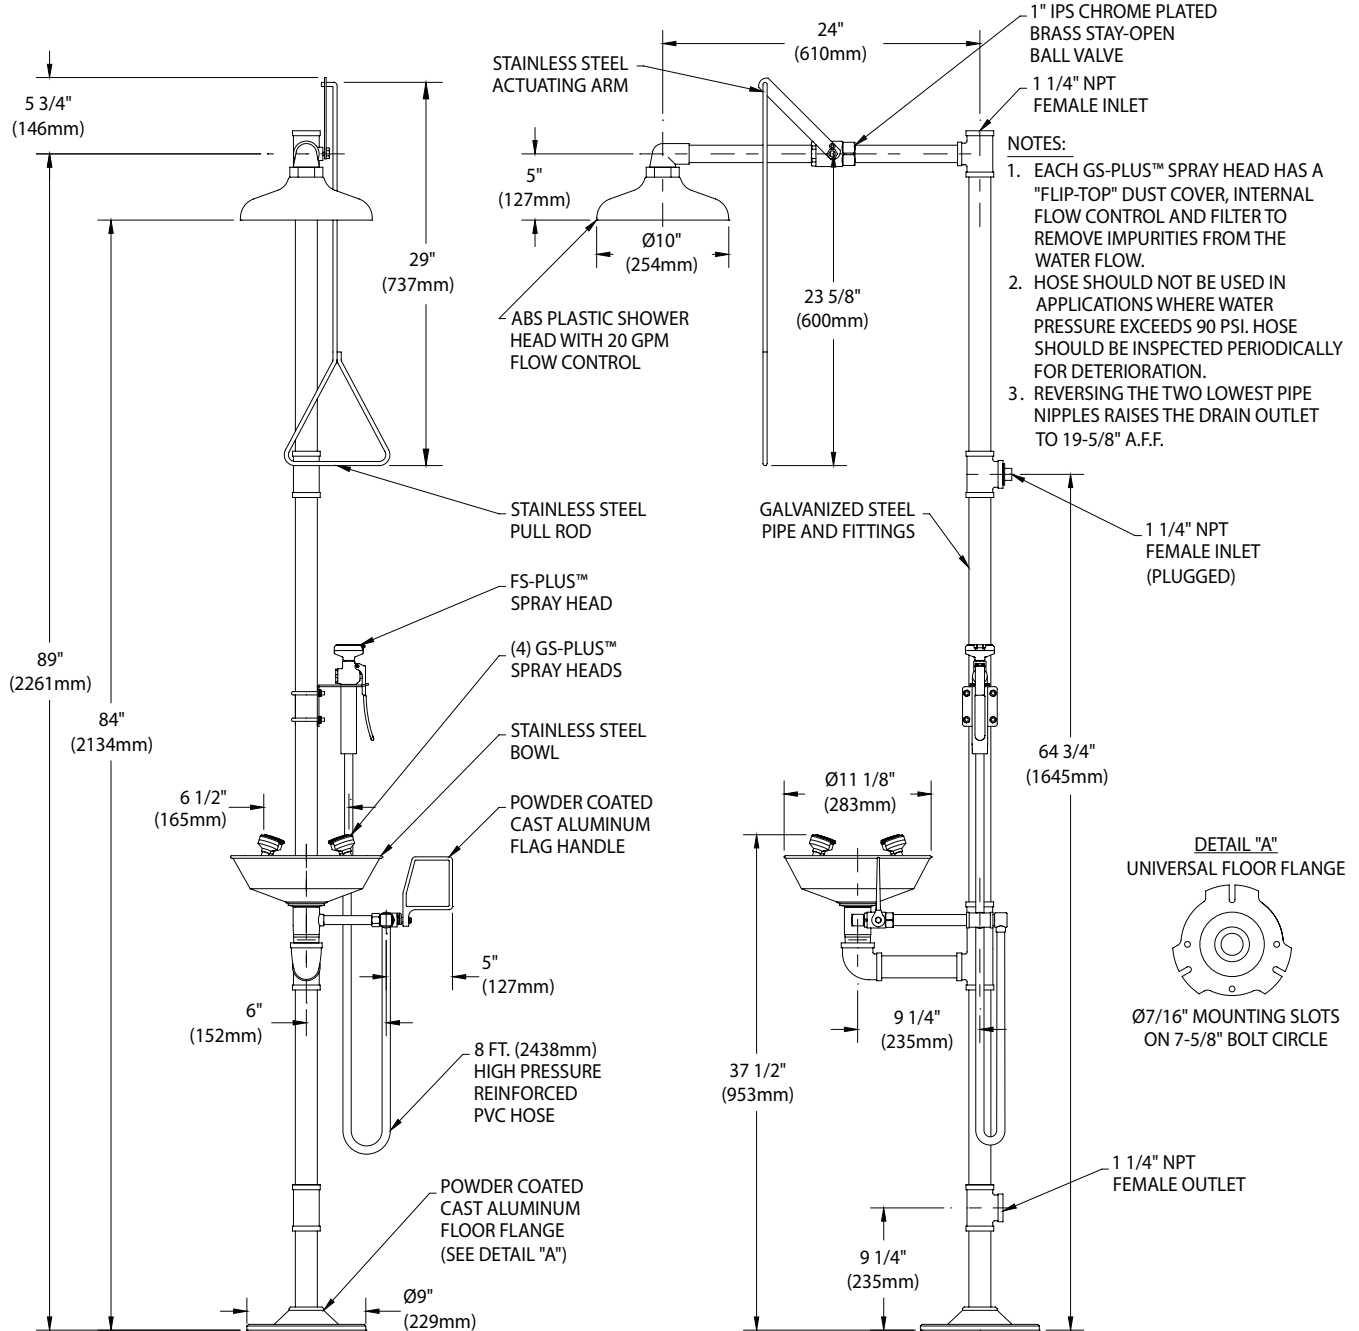 24"
(610mm)
1" IPS CHROME PLATED
BRASS STAY-OPEN
BALL VALVE
STAINLESS STEEL
ACTUATING ARM
1 1/4" NPT
FEMALE INLET
5 3/4"
(146mm)
NOTES:
1. EACH GS-PLUS™ SPRAY HEAD HAS A
"FLIP-TOP" DUST COVER, INTERNAL
FLOW CONTROL AND FILTER TO
REMOVE IMPURITIES FROM THE
WATER FLOW.
2. HOSE SHOULD NOT BE USED IN
APPLICATIONS WHERE WATER
PRESSURE EXCEEDS 90 PSI. HOSE
SHOULD BE INSPECTED PERIODICALLY
FOR DETERIORATION.
3. REVERSING THE TWO LOWEST PIPE
NIPPLES RAISES THE DRAIN OUTLET
TO 19-5/8" A.F.F.
5"
(127mm)
Ø10"
(254mm)
29"
(737mm)
23 5/8"
(600mm)
ABS PLASTIC SHOWER
HEAD WITH 20 GPM
FLOW CONTROL
STAINLESS STEEL
PULL ROD
GALVANIZED STEEL
PIPE AND FITTINGS
1 1/4" NPT
FEMALE INLET
(PLUGGED)
FS-PLUS™
SPRAY HEAD
(4) GS-PLUS™
SPRAY HEADS
89"
(2261mm)
84"
(2134mm)
STAINLESS STEEL
BOWL
64 3/4"
(1645mm)
6 1/2"
(165mm)
POWDER COATED
CAST ALUMINUM
FLAG HANDLE
Ø11 1/8"
(283mm)
DETAIL "A"
UNIVERSAL FLOOR FLANGE
Ø7/16" MOUNTING SLOTS
ON 7-5/8" BOLT CIRCLE
5"
(127mm)
6"
(152mm)
9 1/4"
(235mm)
8 FT. (2438mm)
HIGH PRESSURE
REINFORCED
PVC HOSE
37 1/2"
(953mm)
1 1/4" NPT
FEMALE OUTLET
POWDER COATED
CAST ALUMINUM
FLOOR FLANGE
(SEE DETAIL "A")
9 1/4"
(235mm)
Ø9"
(229mm)